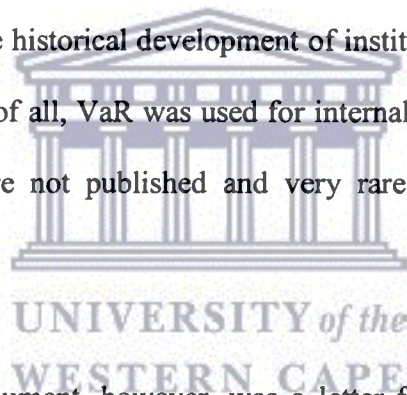 historical development of instit
of all, VaR was used for internal
not published and very rare
UNIVERSITY of the
WESTERN CAPE
however, was a letter f